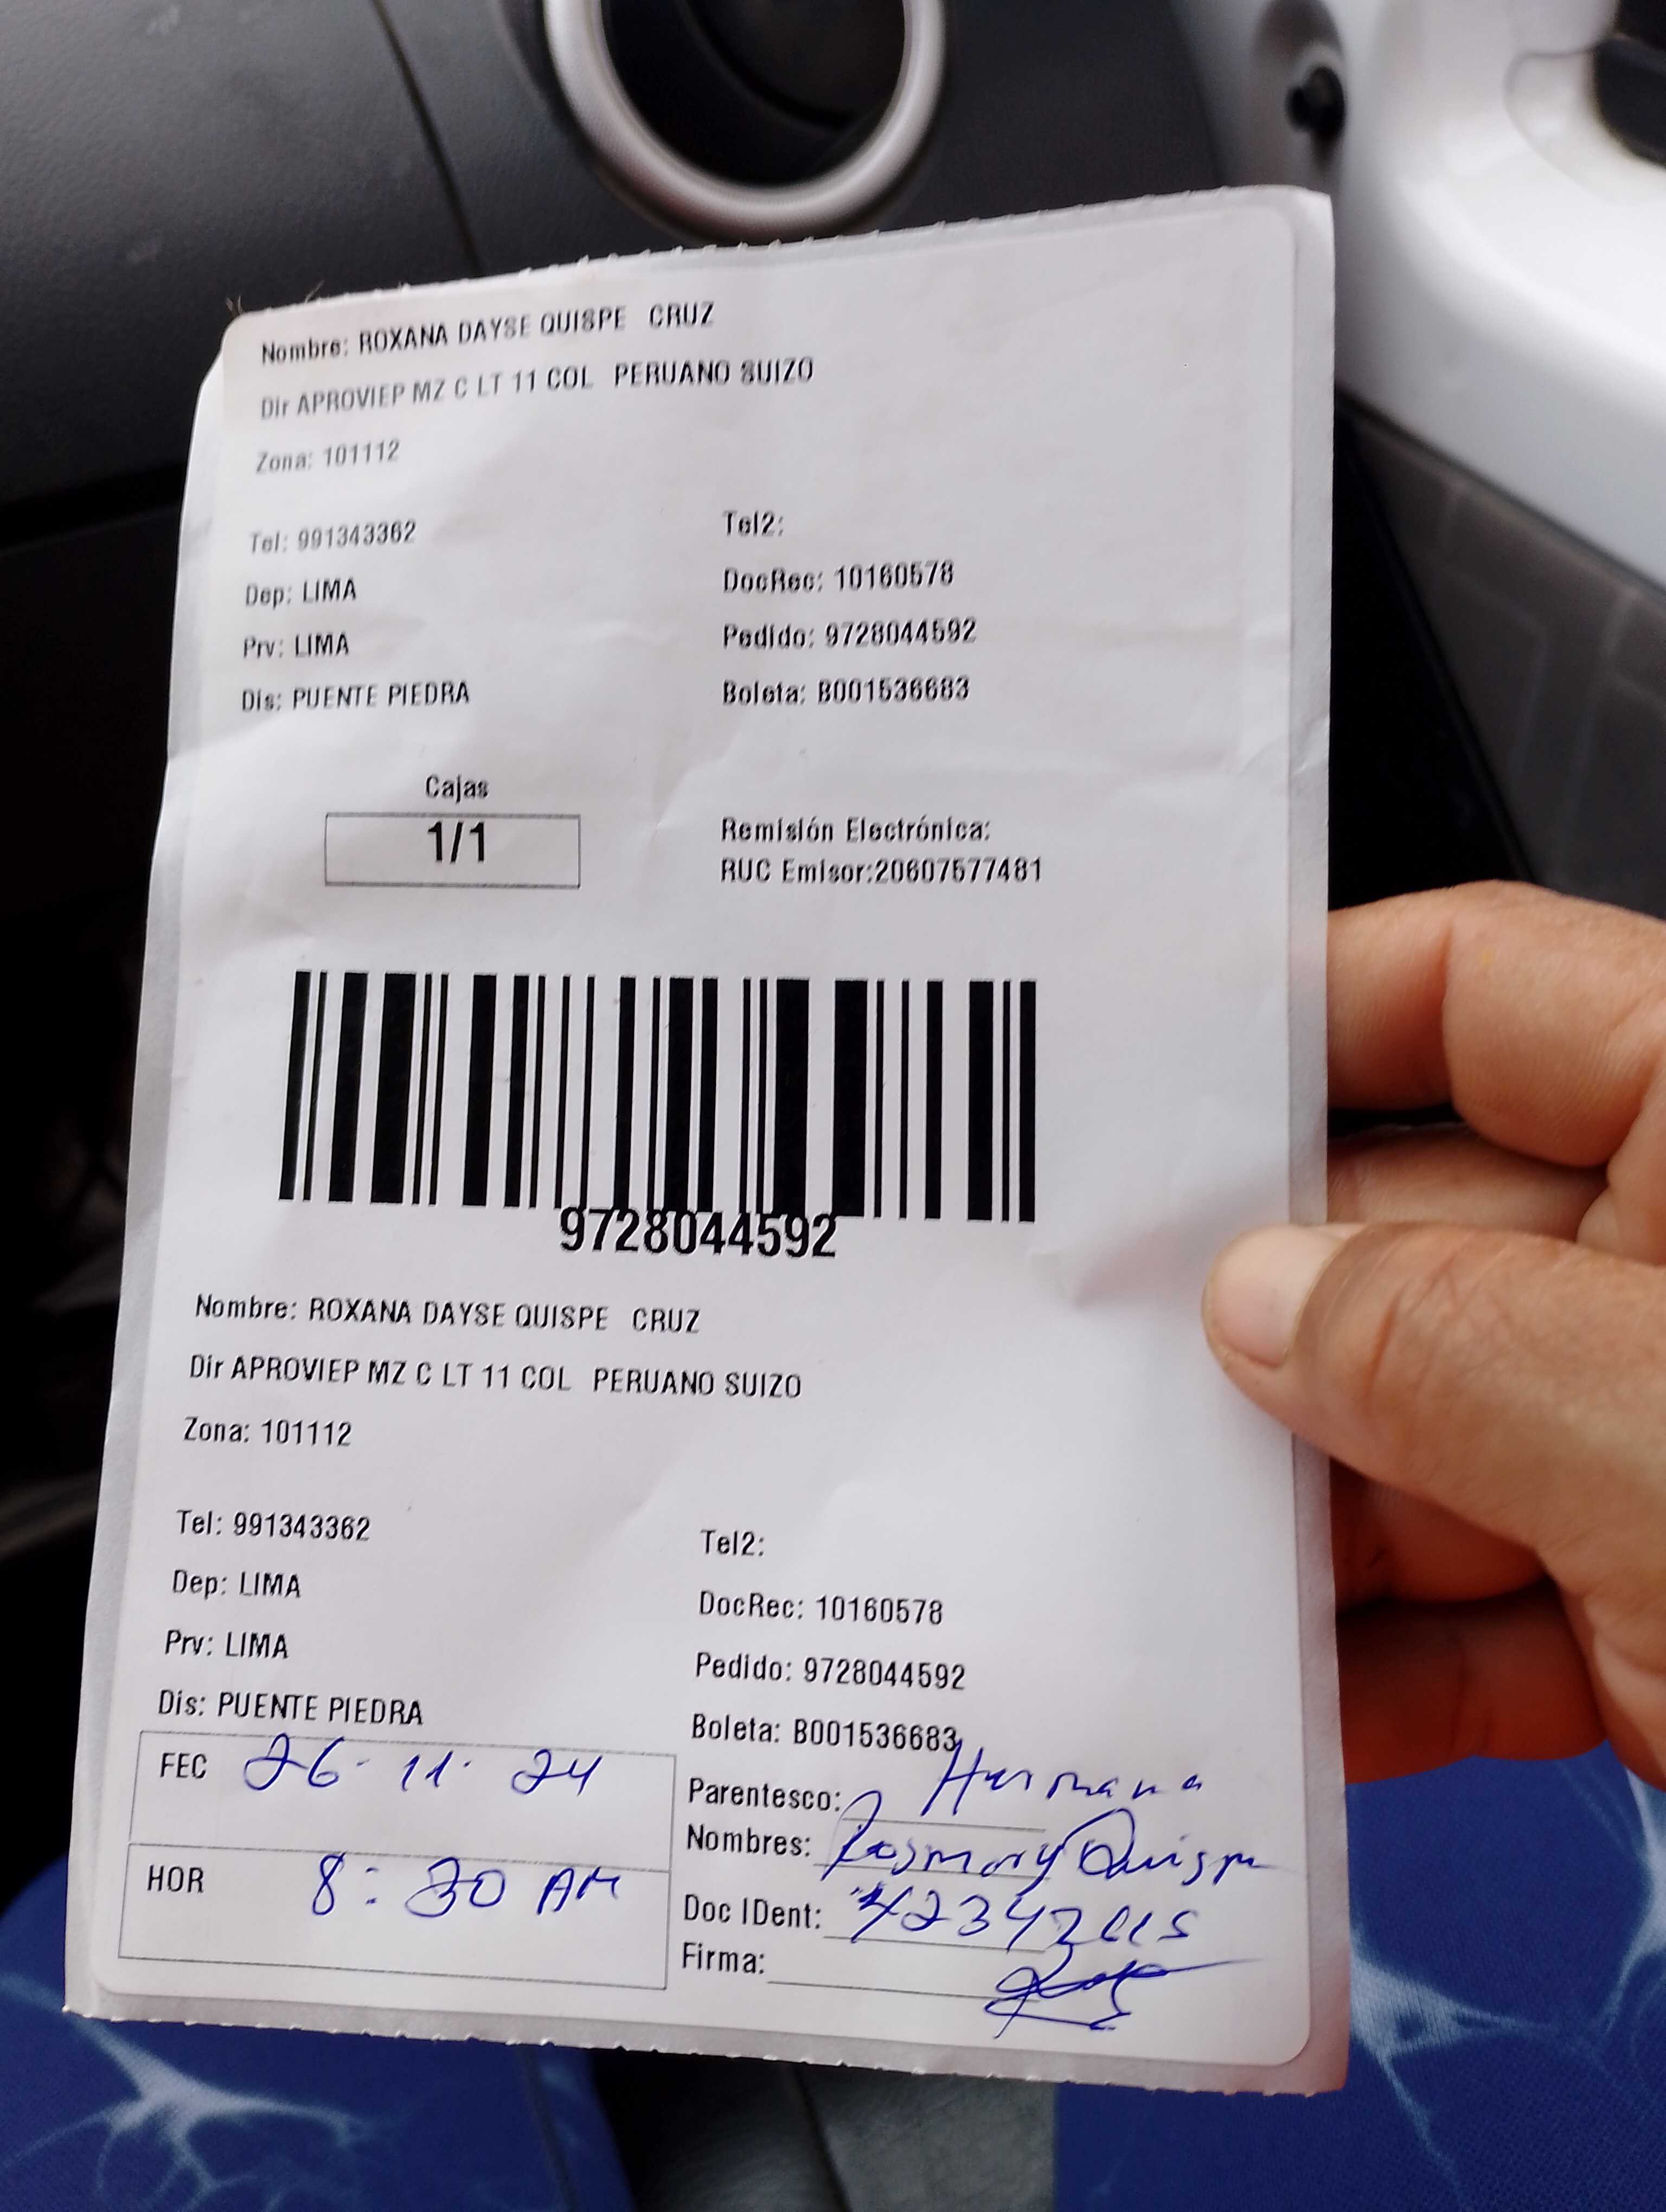 Nombre: ROXANA DAYSE QUISPE CRUZ
Dir APROVIEP MZ C LT 11 COL PERUANO SUIZO
Zona: 101112
Tel: 991343362
Tel2:
Dep: LIMA
DocRec: 10160578
Prv: LIMA
Pedido: 9728044592
Dis: PUENTE PIEDRA
Boleta: B001536683
Cajas
1/1
Remisión Electrónica:
RUC Emisor:20607577481
9728044592
Nombre: ROXANA DAYSE QUISPE CRUZ
Dir APROVIEP MZ C LT 11 COL PERUANO SUIZO
Zona: 101112
Tel: 991343362
Tel2:
Dep: LIMA
DocRec: 10160578
Prv: LIMA
Pedido: 9728044592
Dis: PUENTE PIEDRA
Boleta: B001536683
FEC 26-11-24
Parentesco: Hermana
Nombres: Rosmery Quispe
HOR 8:30 AM
Doc IDent:
Firma: